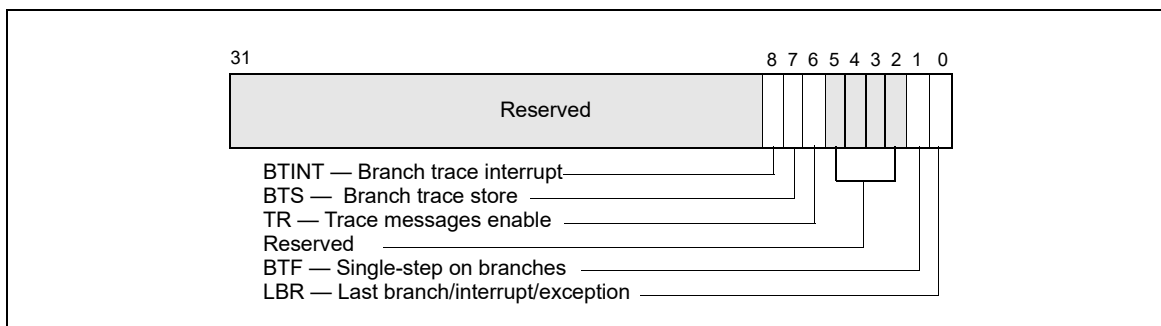 31 8 7 6 5 4 3 2 1 0
Reserved
BTINT — Branch trace interrupt
BTS — Branch trace store
TR — Trace messages enable
Reserved
BTF — Single-step on branches
LBR — Last branch/interrupt/exception